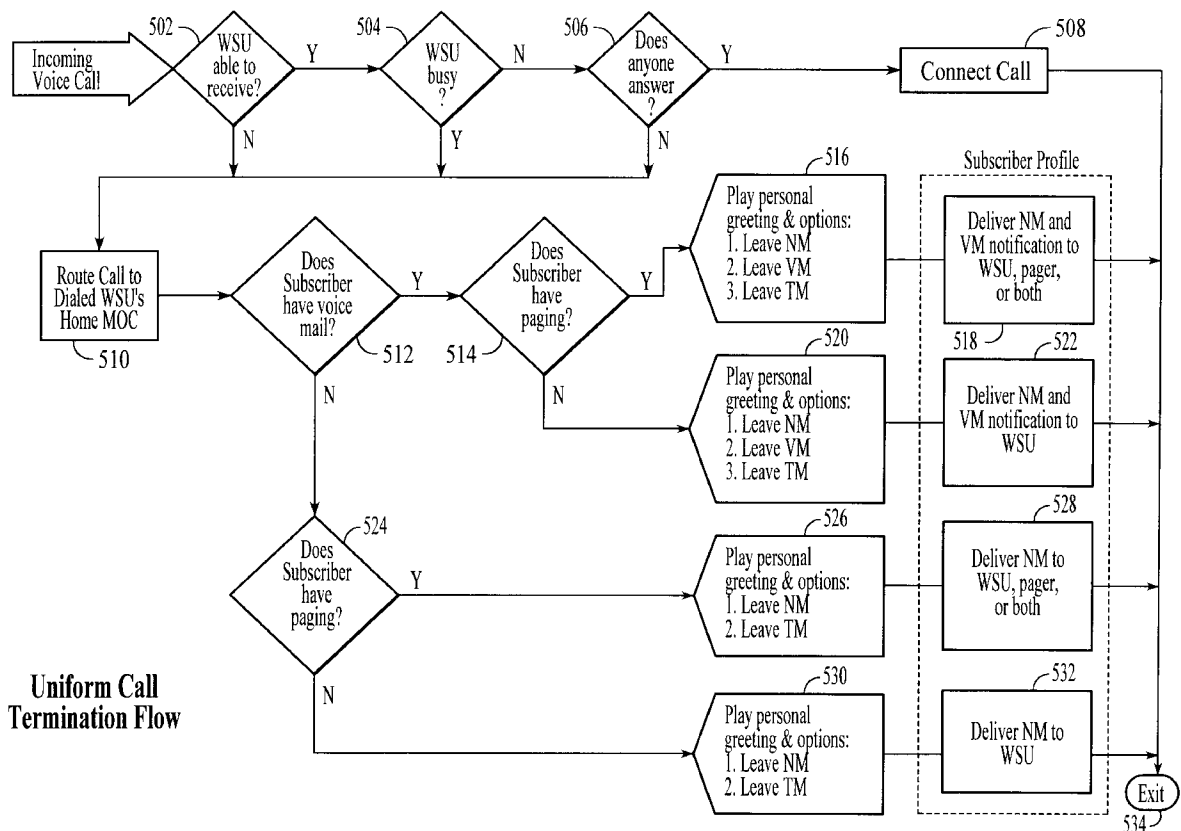 502
504
506
508
Incoming
Voice Call
WSU
able to
receive?
Y
WSU
busy
?
N
Does
anyone
answer
?
Y
Connect Call
N
Y
N
516
Subscriber Profile
Route Call to
Dialed WSU's
Home MOC
510
Does
Subscriber
have voice
mail?
512
Y
Does
Subscriber
have
paging?
514
Y
Play personal
greeting & options:
1. Leave NM
2. Leave VM
3. Leave TM
Deliver NM and
VM notification to
WSU, pager,
or both
518
N
N
520
Play personal
greeting & options:
1. Leave NM
2. Leave VM
3. Leave TM
522
Deliver NM and
VM notification to
WSU
524
Does
Subscriber
have
paging?
Y
526
Play personal
greeting & options:
1. Leave NM
2. Leave TM
528
Deliver NM to
WSU, pager,
or both
N
530
Play personal
greeting & options:
1. Leave NM
2. Leave TM
532
Deliver NM to
WSU
Uniform Call
Termination Flow
Exit
534